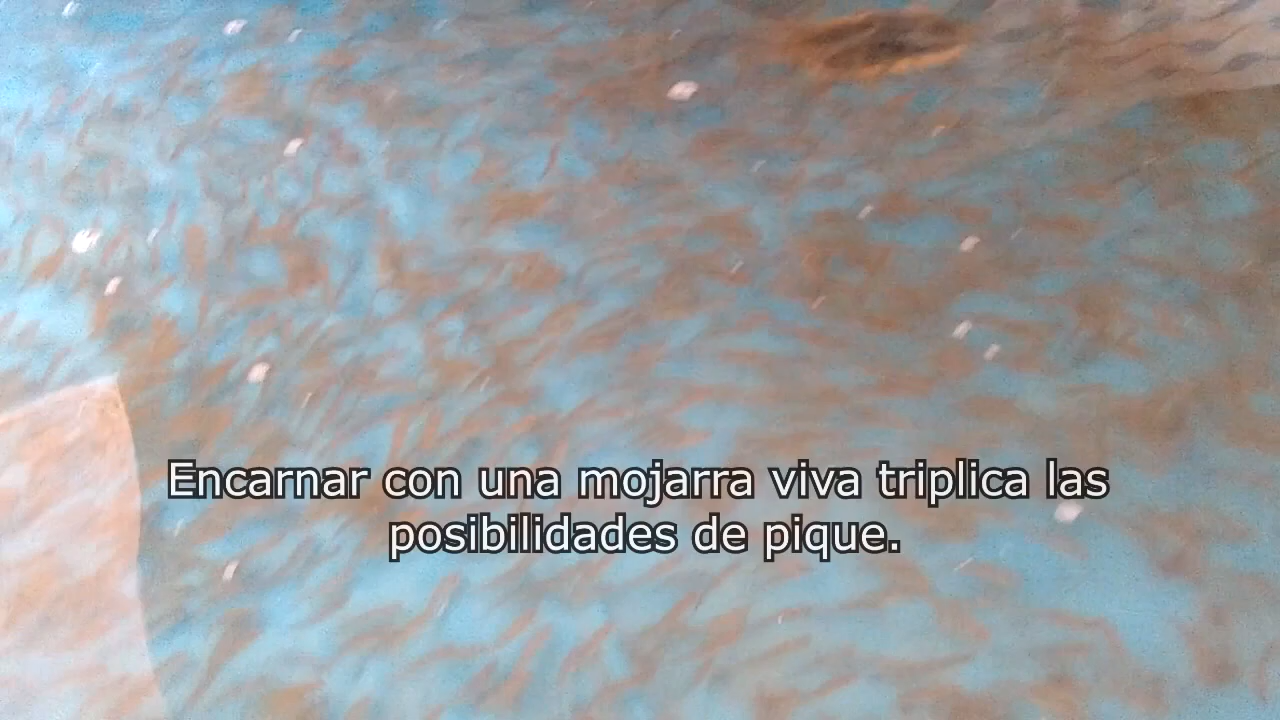 Encarnar con una mojarra viva triplica las
posibilidades de pique.